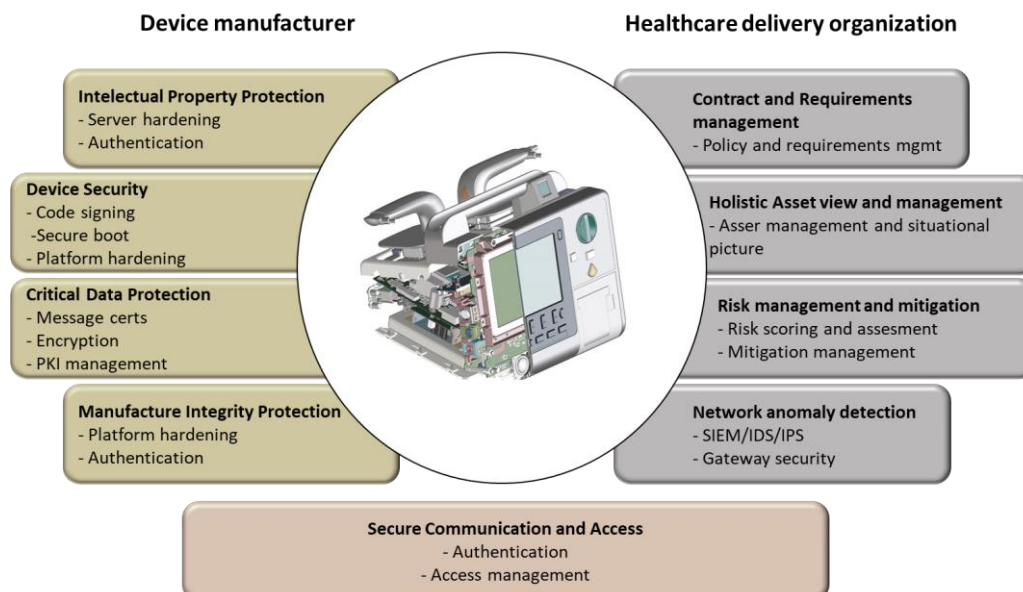 Device manufacturer
Healthcare delivery organization
Intelectual Property Protection
- Server hardening
- Authentication
Device Security
- Code signing
-Secure boot
- Platform hardening
Critical Data Protection
- Message certs
- Encryption
- PKI management
Manufacture Integrity Protection
- Platform hardening
- Authentication
Contract and Requirements
management
- Policy and requirements mgmt
Holistic Asset view and management
- Asser management and situational
picture
Risk management and mitigation
- Risk scoring and assesment
- Mitigation management
Network anomaly detection
- SIEM/IDS/IPS
- Gateway security
Secure Communication and Access
- Authentication
- Access management